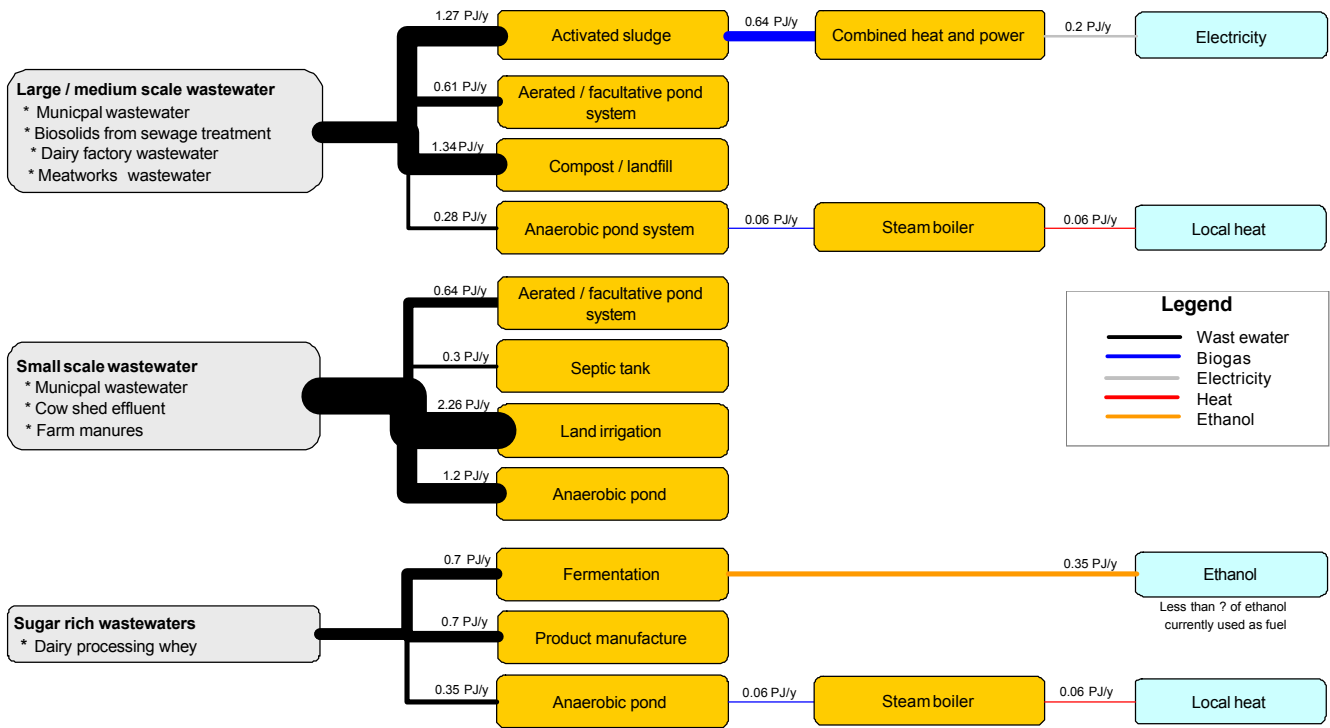 1.27 PJ/y
Activated sludge
0.64 PJ/y
Combined heat and power
0.2 PJ/y
Electricity
Large / medium scale wastewater
* Municpal wastewater
* Biosolids from sewage treatment
* Dairy factory wastewater
* Meatworks wastewater
0.61 PJ/y
Aerated / facultative pond
system
1.34 PJ/y
Compost / landfill
0.28 PJ/y
Anaerobic pond system
0.06 PJ/y
Steam boiler
0.06 PJ/y
Local heat
0.64 PJ/y
Aerated / facultative pond
system
Small scale wastewater
* Municpal wastewater
* Cow shed effluent
* Farm manures
0.3 PJ/y
Septic tank
2.26 PJ/y
Land irrigation
1.2 PJ/y
Anaerobic pond
Legend
Wast ewater
Biogas
Electricity
Heat
Ethanol
0.7 PJ/y
Fermentation
0.35 PJ/y
Ethanol
Less than ? of ethanol
currently used as fuel
Sugar rich wastewaters
* Dairy processing whey
0.7 PJ/y
Product manufacture
0.35 PJ/y
Anaerobic pond
0.06 PJ/y
Steam boiler
0.06 PJ/y
Local heat